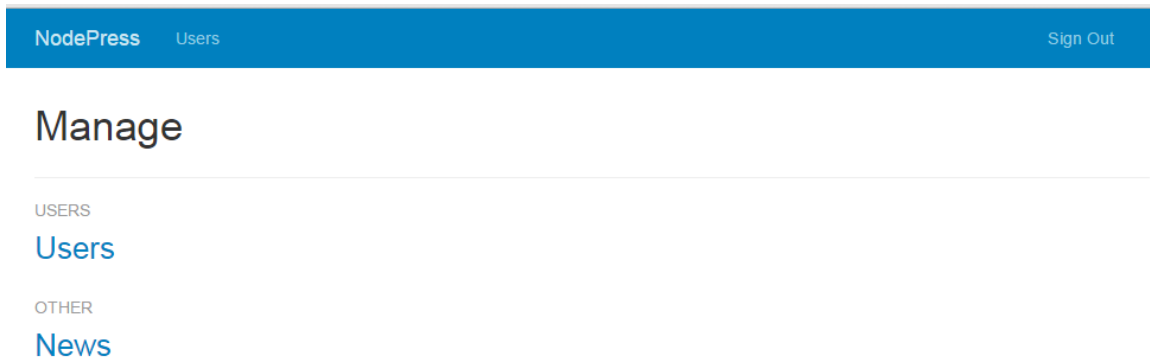 NodePress Users Sign Out
Manage
USERS
Users
OTHER
News